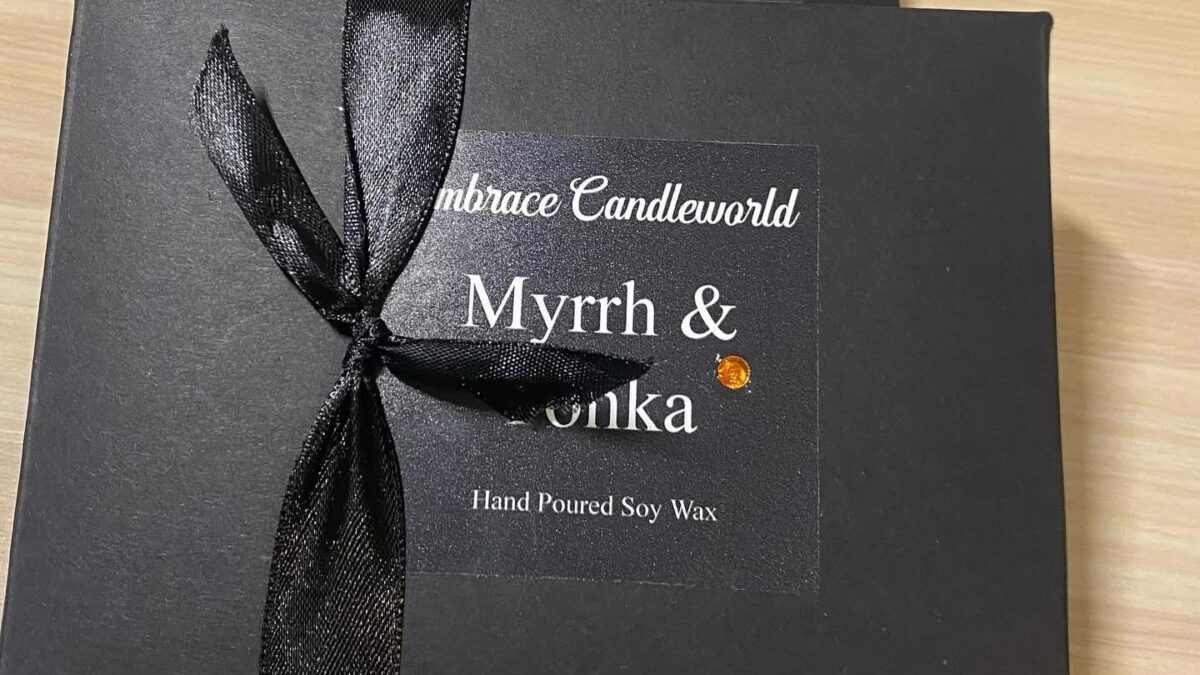 mbrace Candleworld
Myrrh &
onka
Hand Poured Soy Wax